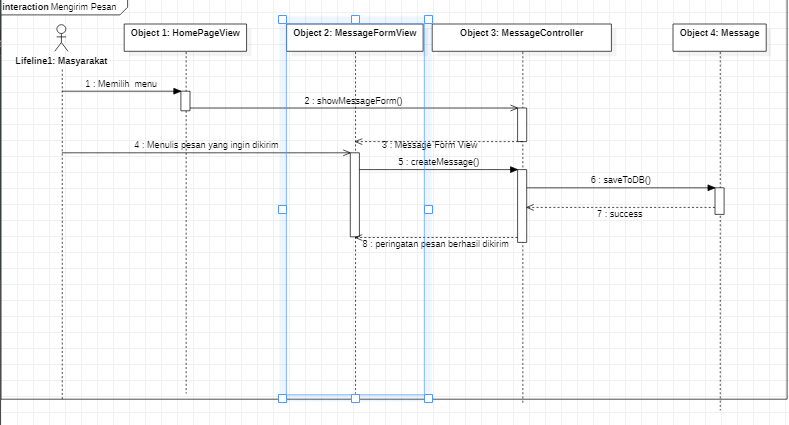 interaction Mengirim Pesan
Object 1: HomePageView
Object 2: MessageFormView
Object 3: MessageController
Object 4: Message
Lifeline1: Masyarakat
1 : Memilih menu
2 : showMessageForm()
3 : Message Form View
4 : Menulis pesan yang ingin dikirim
5 : createMessage()
6 : saveToDB()
7 : success
8 : peringatan pesan berhasil dikirim